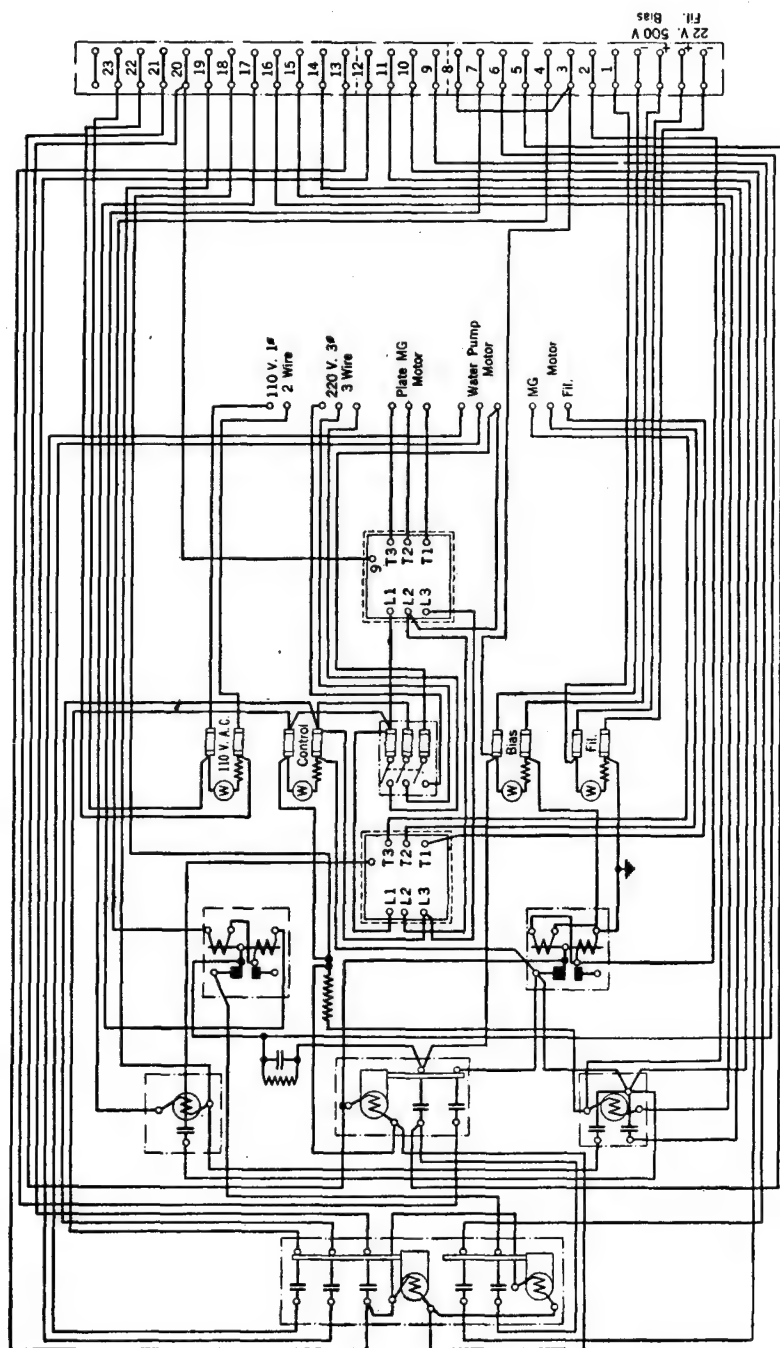 22 V. 500 V
Fil. Bias
- + - +
23
22
21
20
19
18
17
16
15
14
13
12
11
10
9
8
7
6
5
4
3
2
1
110 V. 1ø
2 Wire
220 V. 3ø
3 Wire
Plate MG
Motor
Water Pump
Motor
MG
Motor
Fil.
9
L1 T3
L2 T2
L3 T1
110 V. A.C.
W
Control
W
Bias
W
Fil.
W
L1 T3
L2 T2
L3 T1